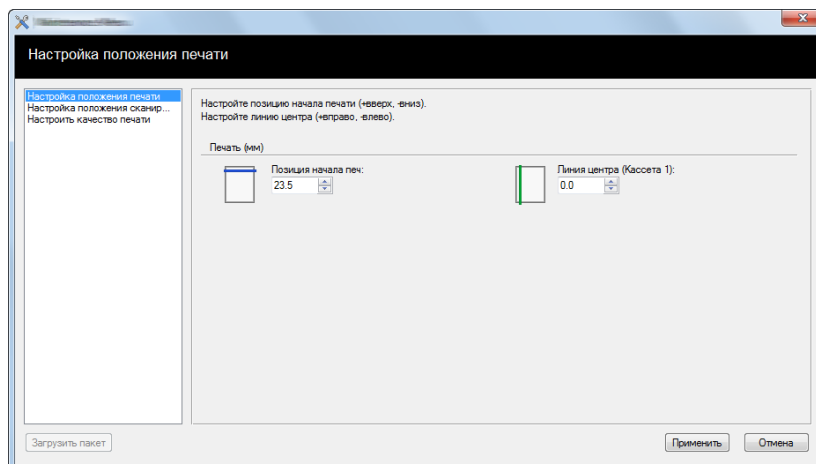 Настройка положения печати
Настройка положения печати
Настройка положения сканир...
Настроить качество печати
Настройте позицию начала печати (+вверх, -вниз).
Настройте линию центра (+вправо, -влево).
Печать (мм)
Позиция начала печ:
23.5
Линия центра (Кассета 1):
0.0
Загрузить пакет
Применить
Отмена